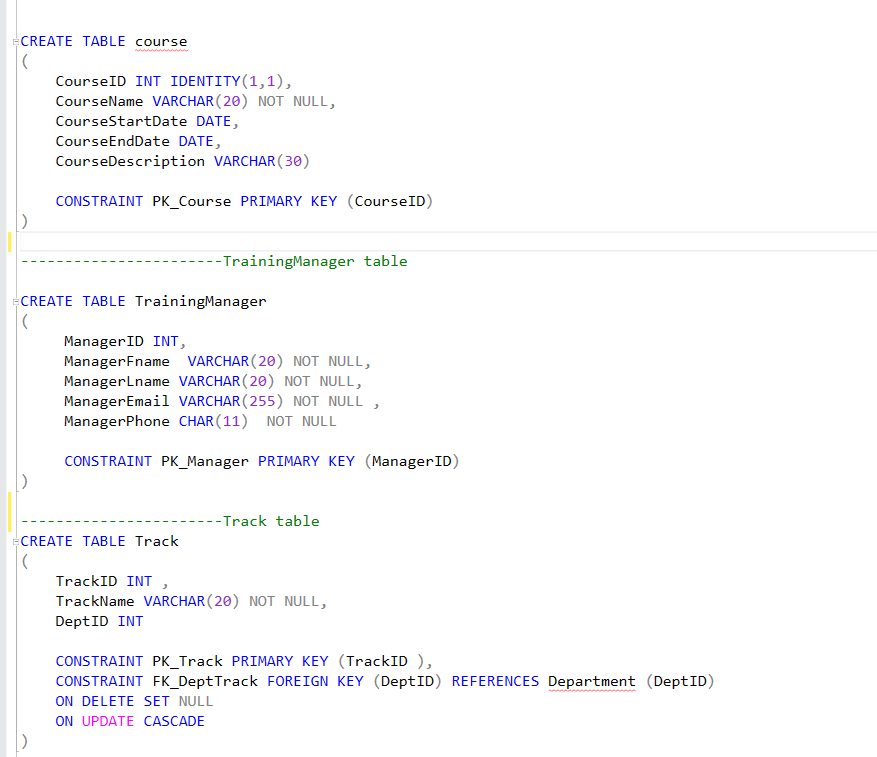 CREATE TABLE course
(
    CourseID INT IDENTITY(1,1),
    CourseName VARCHAR(20) NOT NULL,
    CourseStartDate DATE,
    CourseEndDate DATE,
    CourseDescription VARCHAR(30)
    CONSTRAINT PK_Course PRIMARY KEY (CourseID)
)
-----------------------TrainingManager table
CREATE TABLE TrainingManager
(
     ManagerID INT,
     ManagerFname  VARCHAR(20) NOT NULL,
     ManagerLname VARCHAR(20) NOT NULL,
     ManagerEmail VARCHAR(255) NOT NULL ,
     ManagerPhone CHAR(11)  NOT NULL
     CONSTRAINT PK_Manager PRIMARY KEY (ManagerID)
)
-----------------------Track table
CREATE TABLE Track
(
    TrackID INT ,
    TrackName VARCHAR(20) NOT NULL,
    DeptID INT
    CONSTRAINT PK_Track PRIMARY KEY (TrackID ),
    CONSTRAINT FK_DeptTrack FOREIGN KEY (DeptID) REFERENCES Department (DeptID)
    ON DELETE SET NULL
    ON UPDATE CASCADE
)